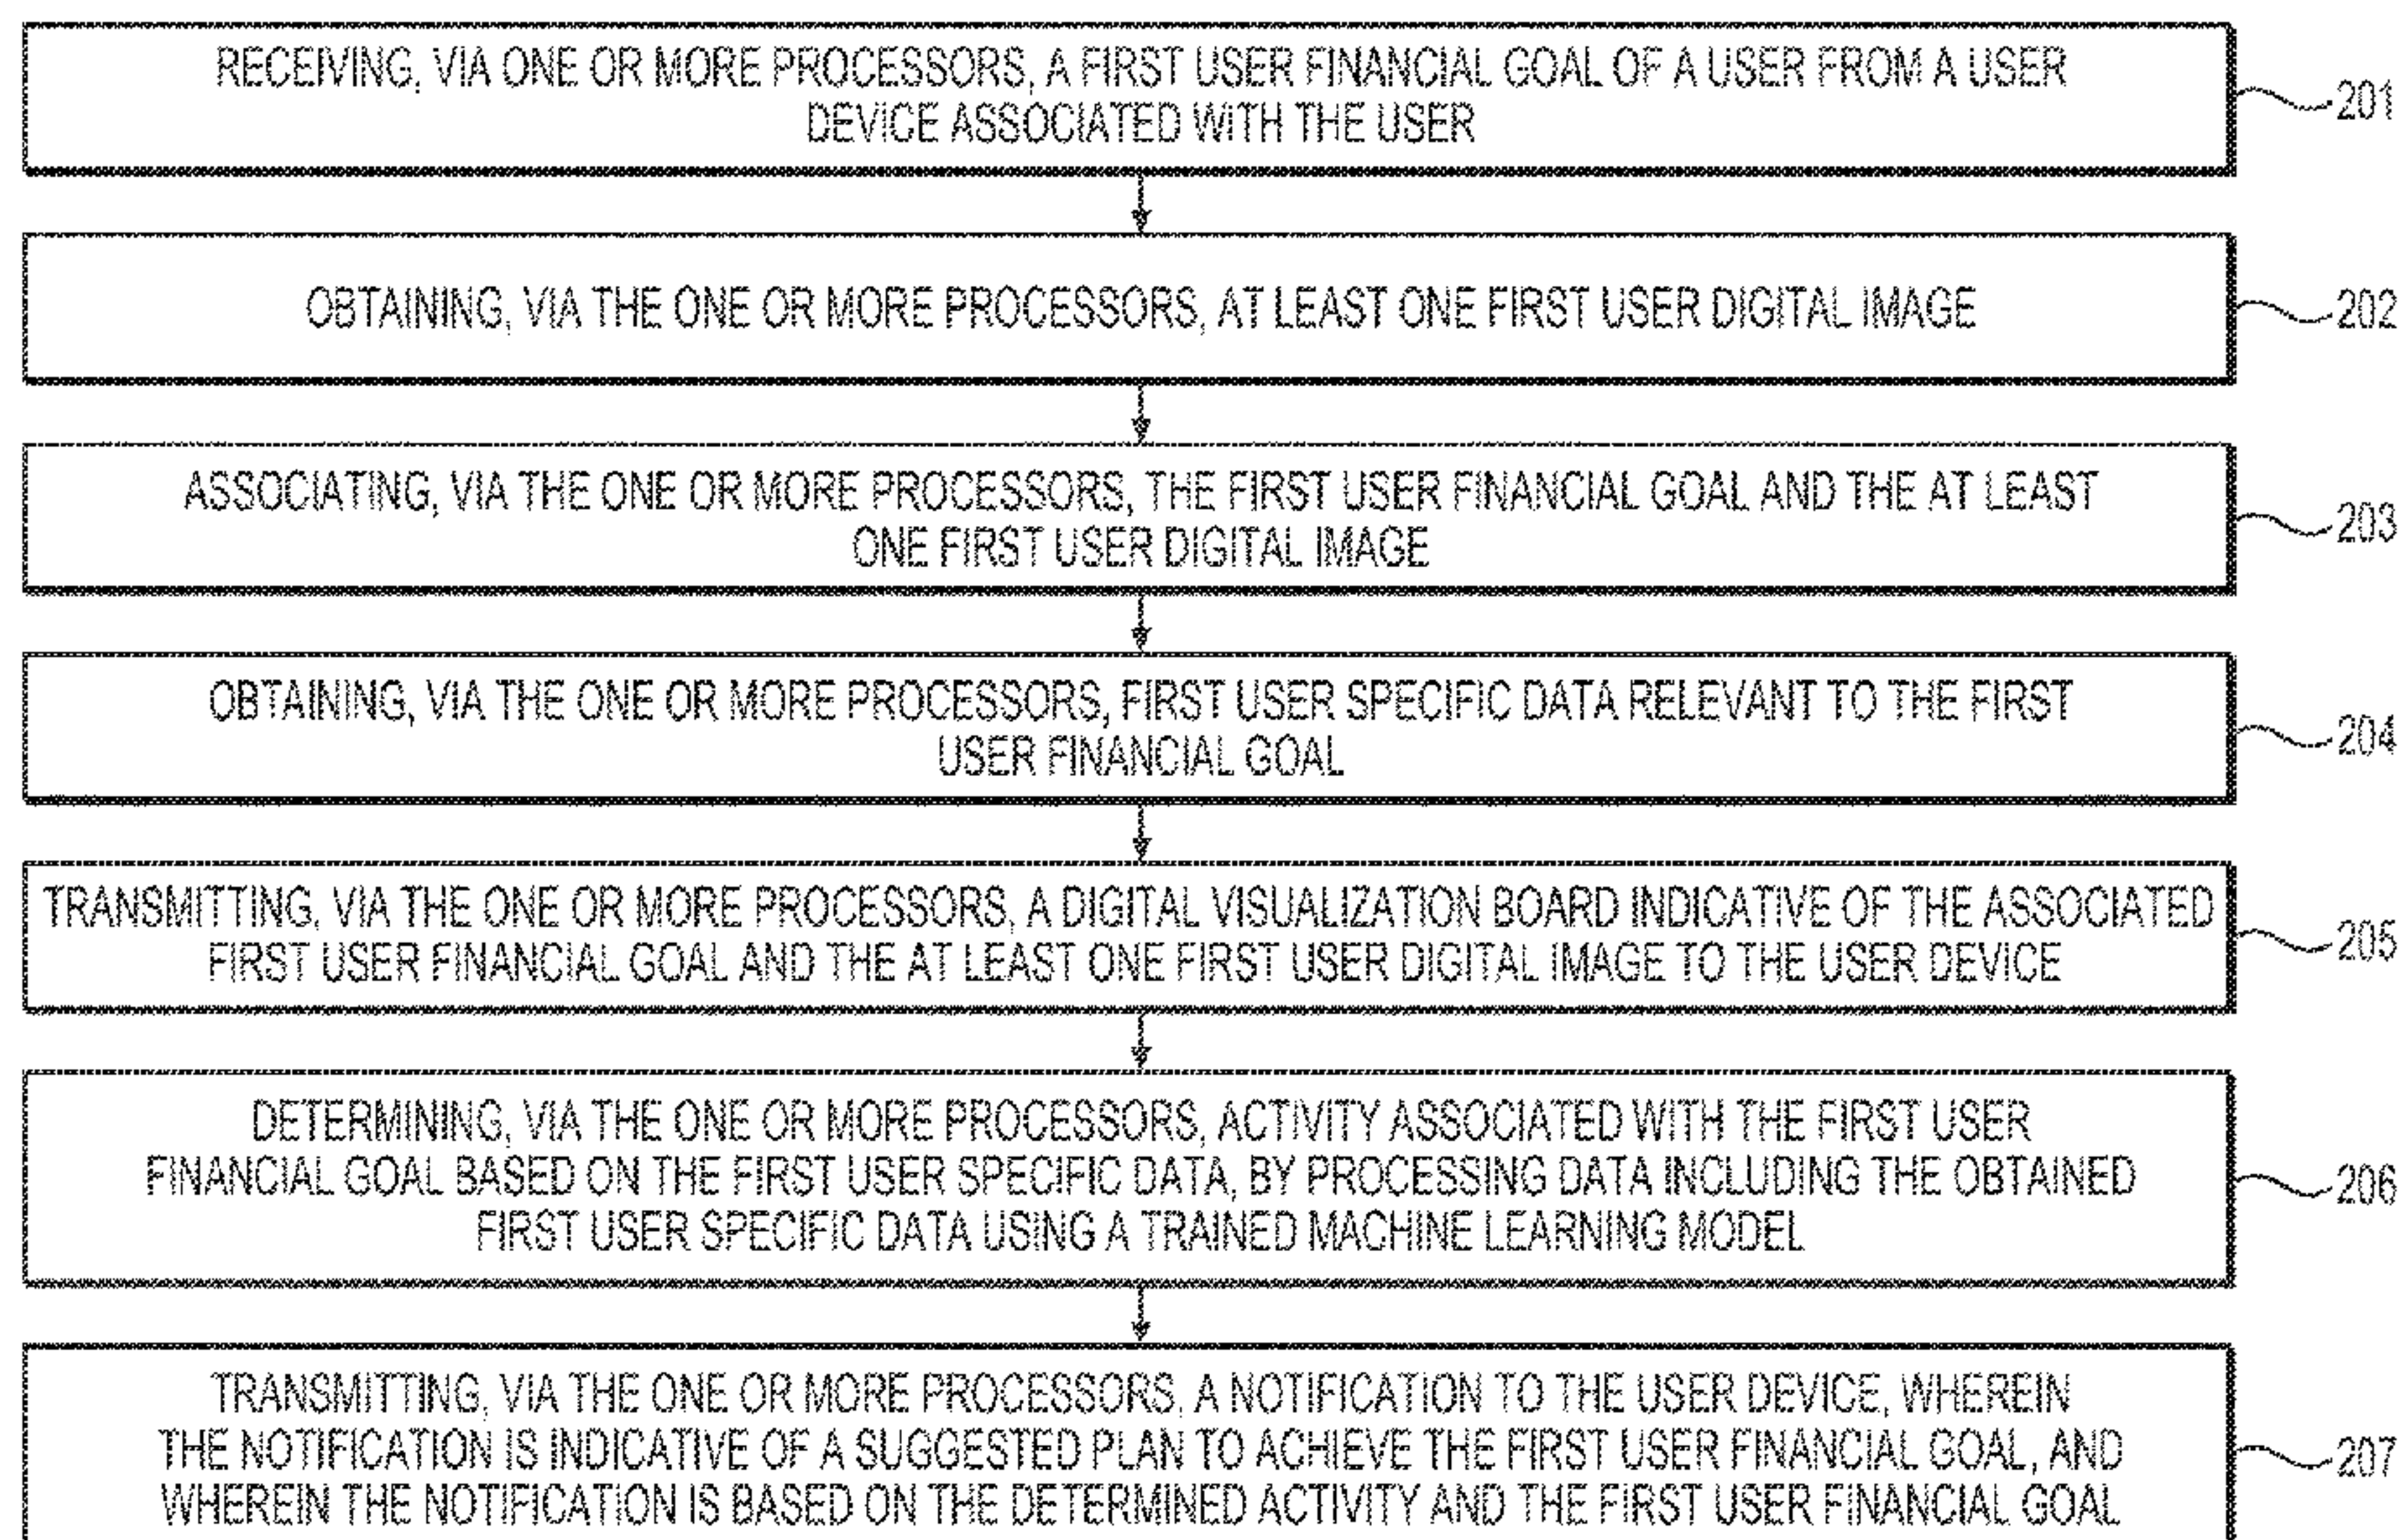 RECEIVING, VIA ONE OR MORE PROCESSORS, A FIRST USER FINANCIAL GOAL OF A USER FROM A USER
DEVICE ASSOCIATED WITH THE USER
201
OBTAINING, VIA THE ONE OR MORE PROCESSORS, AT LEAST ONE FIRST USER DIGITAL IMAGE
202
ASSOCIATING, VIA THE ONE OR MORE PROCESSORS, THE FIRST USER FINANCIAL GOAL AND THE AT LEAST
ONE FIRST USER DIGITAL IMAGE
203
OBTAINING, VIA THE ONE OR MORE PROCESSORS, FIRST USER SPECIFIC DATA RELEVANT TO THE FIRST
USER FINANCIAL GOAL
204
TRANSMITTING, VIA THE ONE OR MORE PROCESSORS, A DIGITAL VISUALIZATION BOARD INDICATIVE OF THE ASSOCIATED
FIRST USER FINANCIAL GOAL AND THE AT LEAST ONE FIRST USER DIGITAL IMAGE TO THE USER DEVICE
205
DETERMINING, VIA THE ONE OR MORE PROCESSORS, ACTIVITY ASSOCIATED WITH THE FIRST USER
FINANCIAL GOAL BASED ON THE FIRST USER SPECIFIC DATA, BY PROCESSING DATA INCLUDING THE OBTAINED
FIRST USER SPECIFIC DATA USING A TRAINED MACHINE LEARNING MODEL
206
TRANSMITTING, VIA THE ONE OR MORE PROCESSORS, A NOTIFICATION TO THE USER DEVICE, WHEREIN
THE NOTIFICATION IS INDICATIVE OF A SUGGESTED PLAN TO ACHIEVE THE FIRST USER FINANCIAL GOAL, AND
WHEREIN THE NOTIFICATION IS BASED ON THE DETERMINED ACTIVITY AND THE FIRST USER FINANCIAL GOAL
207